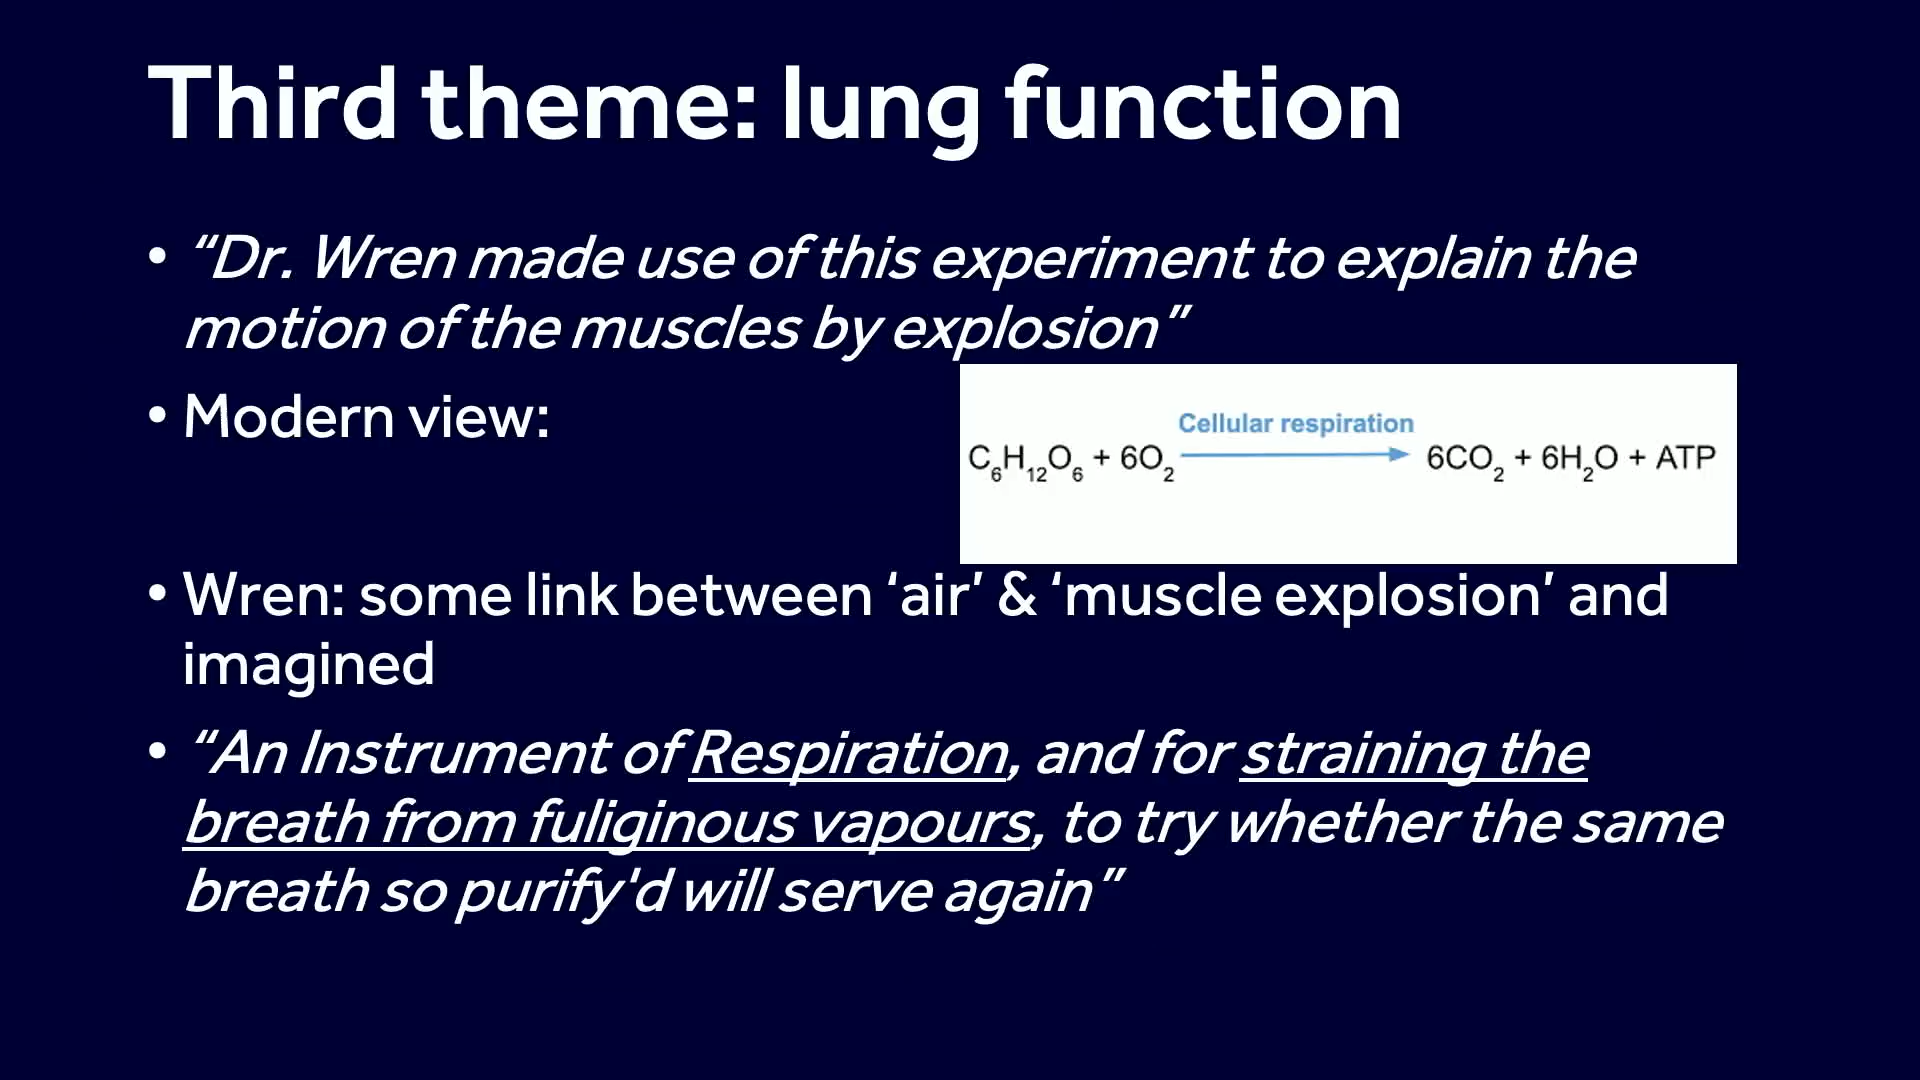 Third theme: lung function
• “Dr. Wren made use of this experiment to explain the
motion of the muscles by explosion”
• Modern view:
Cellular respiration
C₆H₁₂O₆ + 6O₂ → 6CO₂ + 6H₂O + ATP
• Wren: some link between ‘air’ & ‘muscle explosion’ and
imagined
• “An Instrument of Respiration, and for straining the
breath from fuliginous vapours, to try whether the same
breath so purify'd will serve again”